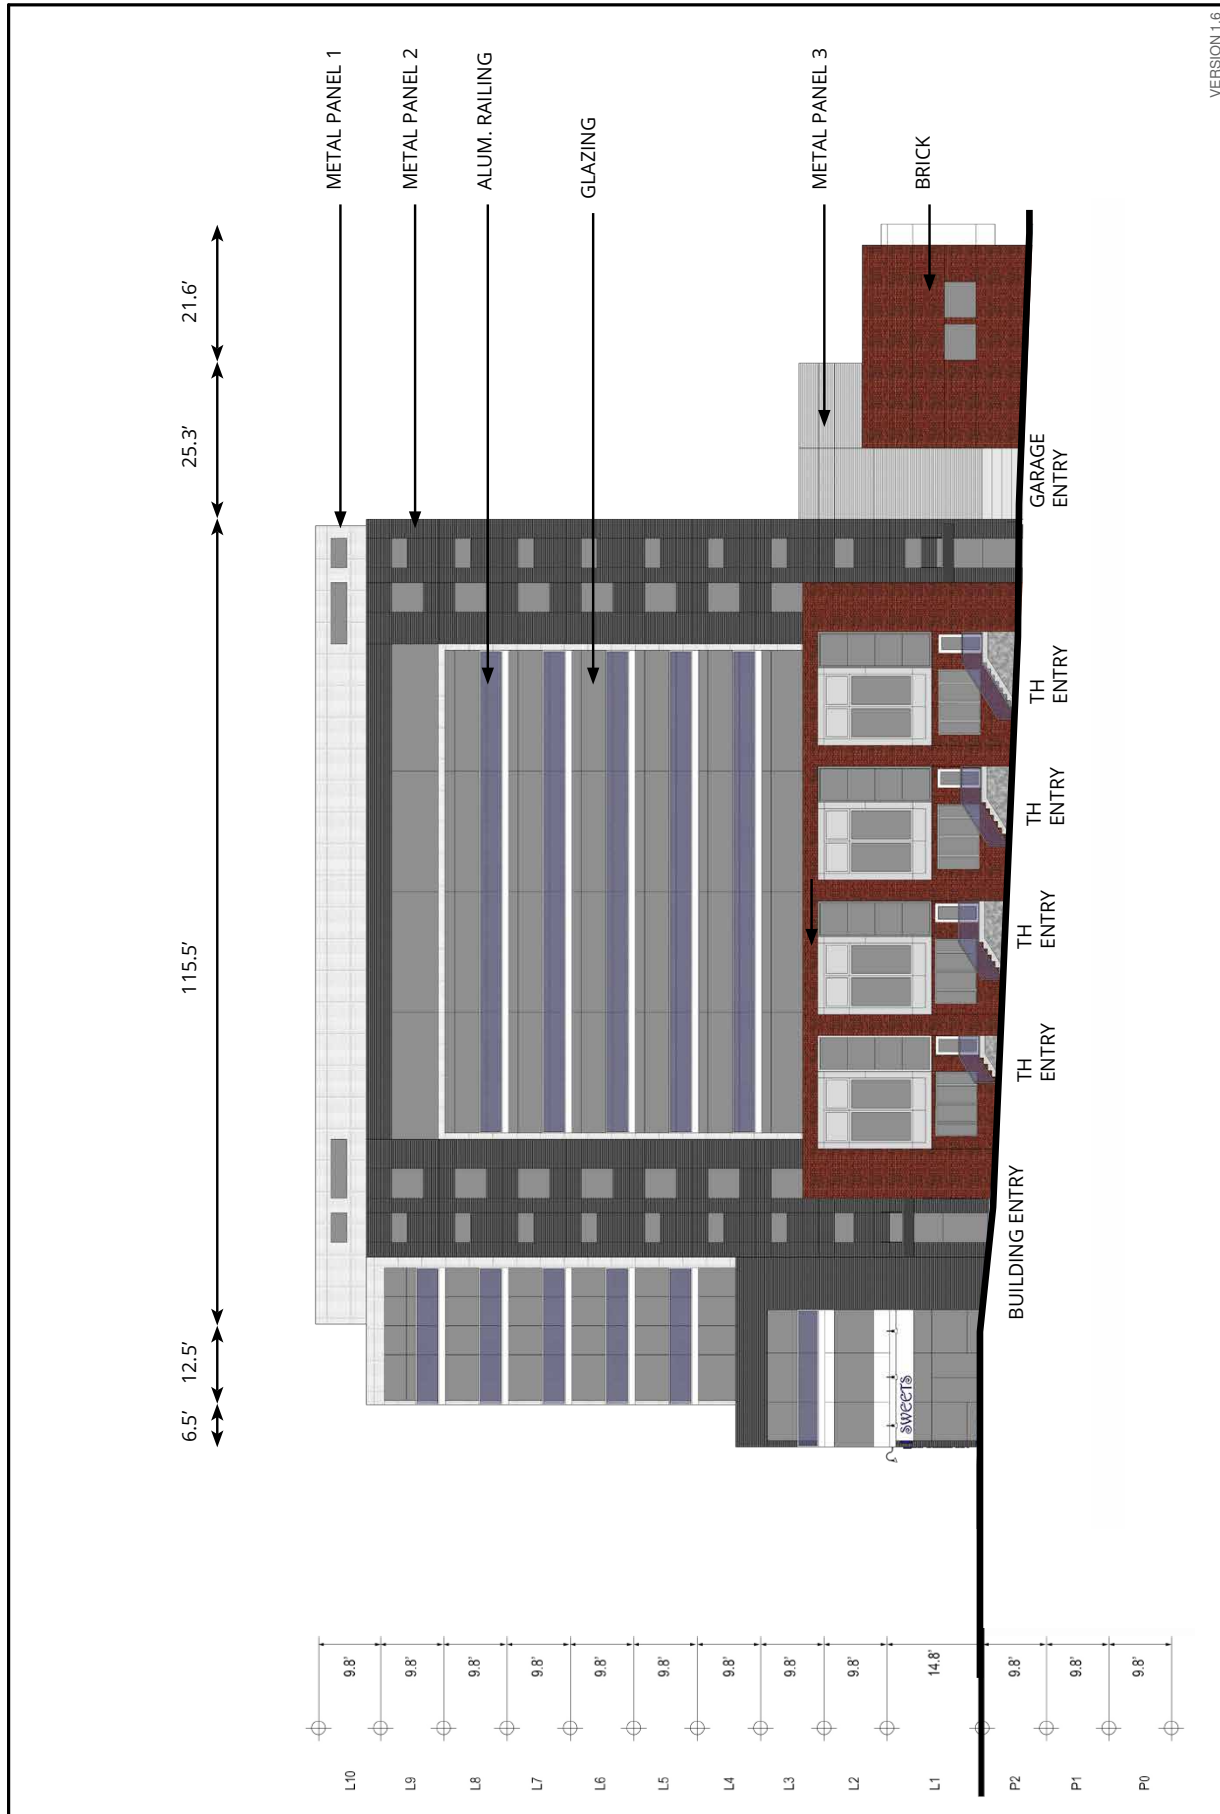 6.5'
12.5'
115.5'
25.3'
21.6'
METAL PANEL 1
METAL PANEL 2
ALUM. RAILING
GLAZING
METAL PANEL 3
BRICK
L10
9.8'
L9
9.8'
L8
9.8'
L7
9.8'
L6
9.8'
L5
9.8'
L4
9.8'
L3
9.8'
L2
9.8'
L1
14.8'
P2
9.8'
P1
9.8'
P0
9.8'
SWEETS
BUILDING ENTRY
TH
ENTRY
TH
ENTRY
TH
ENTRY
TH
ENTRY
GARAGE
ENTRY
VERSION 1.6